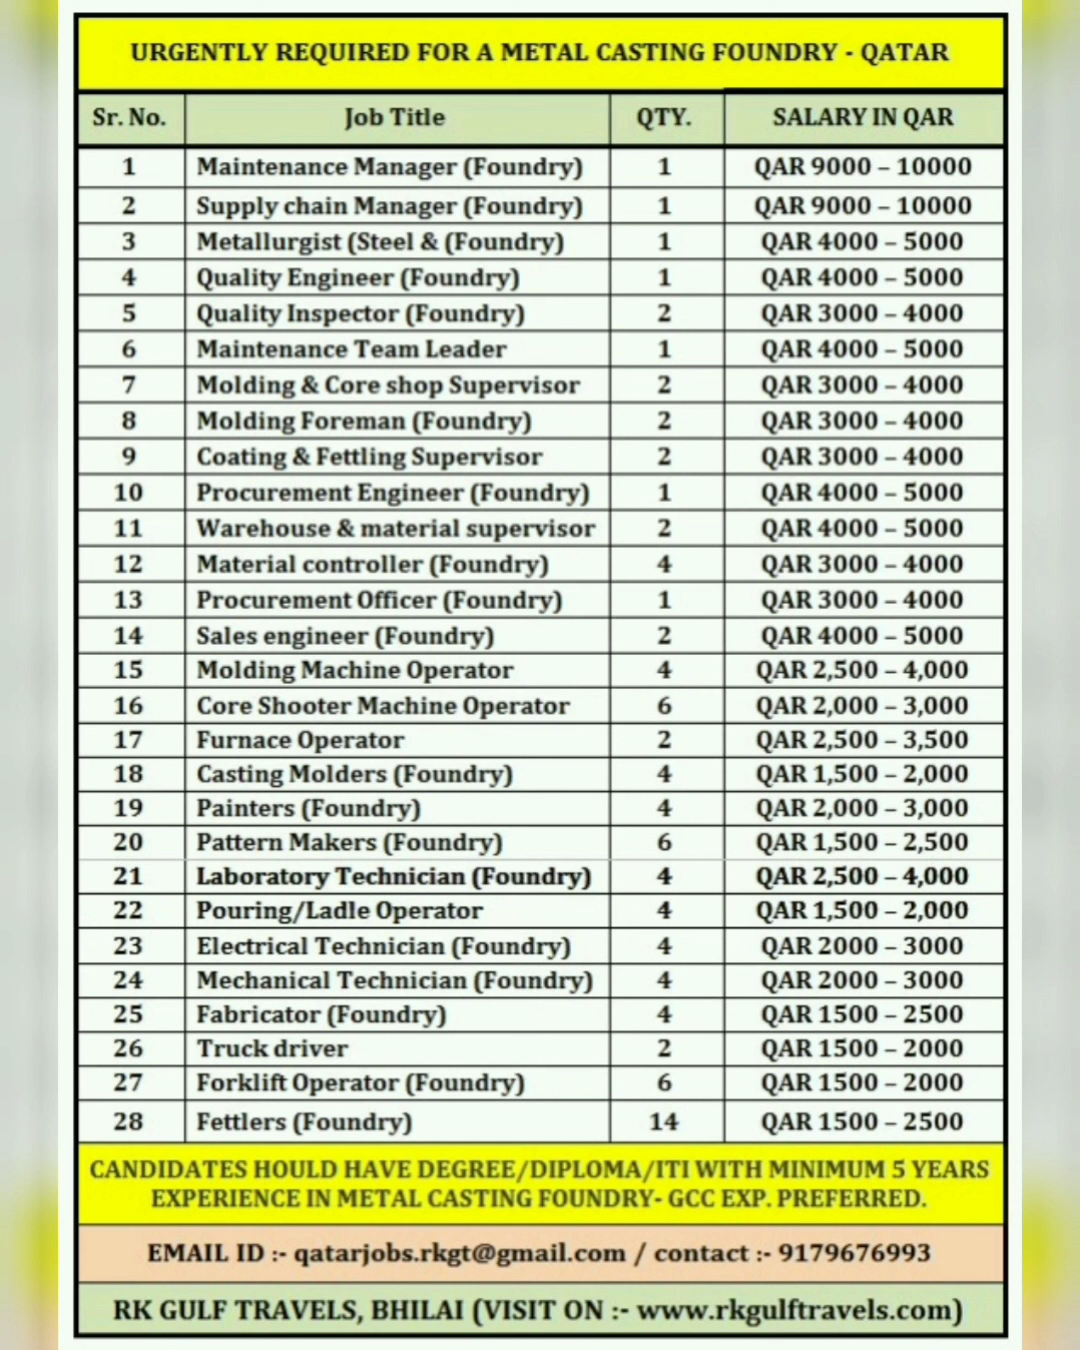 URGENTLY REQUIRED FOR A METAL CASTING FOUNDRY - QATAR
Sr. No. Job Title QTY. SALARY IN QAR
1 Maintenance Manager (Foundry) 1 QAR 9000 – 10000
2 Supply chain Manager (Foundry) 1 QAR 9000 – 10000
3 Metallurgist (Steel & (Foundry) 1 QAR 4000 – 5000
4 Quality Engineer (Foundry) 1 QAR 4000 – 5000
5 Quality Inspector (Foundry) 2 QAR 3000 – 4000
6 Maintenance Team Leader 1 QAR 4000 – 5000
7 Molding & Core shop Supervisor 2 QAR 3000 – 4000
8 Molding Foreman (Foundry) 2 QAR 3000 – 4000
9 Coating & Fettling Supervisor 2 QAR 3000 – 4000
10 Procurement Engineer (Foundry) 1 QAR 4000 – 5000
11 Warehouse & material supervisor 2 QAR 4000 – 5000
12 Material controller (Foundry) 4 QAR 3000 – 4000
13 Procurement Officer (Foundry) 1 QAR 3000 – 4000
14 Sales engineer (Foundry) 2 QAR 4000 – 5000
15 Molding Machine Operator 4 QAR 2,500 – 4,000
16 Core Shooter Machine Operator 6 QAR 2,000 – 3,000
17 Furnace Operator 2 QAR 2,500 – 3,500
18 Casting Molders (Foundry) 4 QAR 1,500 – 2,000
19 Painters (Foundry) 4 QAR 2,000 – 3,000
20 Pattern Makers (Foundry) 6 QAR 1,500 – 2,500
21 Laboratory Technician (Foundry) 4 QAR 2,500 – 4,000
22 Pouring/Ladle Operator 4 QAR 1,500 – 2,000
23 Electrical Technician (Foundry) 4 QAR 2000 – 3000
24 Mechanical Technician (Foundry) 4 QAR 2000 – 3000
25 Fabricator (Foundry) 4 QAR 1500 – 2500
26 Truck driver 2 QAR 1500 – 2000
27 Forklift Operator (Foundry) 6 QAR 1500 – 2000
28 Fettlers (Foundry) 14 QAR 1500 – 2500
CANDIDATES HOULD HAVE DEGREE/DIPLOMA/ITI WITH MINIMUM 5 YEARS
EXPERIENCE IN METAL CASTING FOUNDRY- GCC EXP. PREFERRED.
EMAIL ID :- qatarjobs.rkgt@gmail.com / contact :- 9179676993
RK GULF TRAVELS, BHILAI (VISIT ON :- www.rkgulftravels.com)